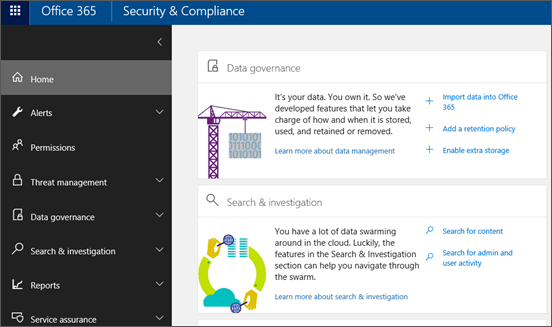 Office 365 Security & Compliance
Home
Alerts
Permissions
Threat management
Data governance
Search & investigation
Reports
Service assurance
Data governance
It's your data. You own it. So we've
developed features that let you take
charge of how and when it is stored,
used, and retained or removed.
Learn more about data management
Import data into Office
365
Add a retention policy
Enable extra storage
010101
011100
010101
Search & investigation
You have a lot of data swarming
around in the cloud. Luckily, the
features in the Search & Investigation
section can help you navigate through
the swarm.
Learn more about search & investigation
Search for content
Search for admin and
user activity